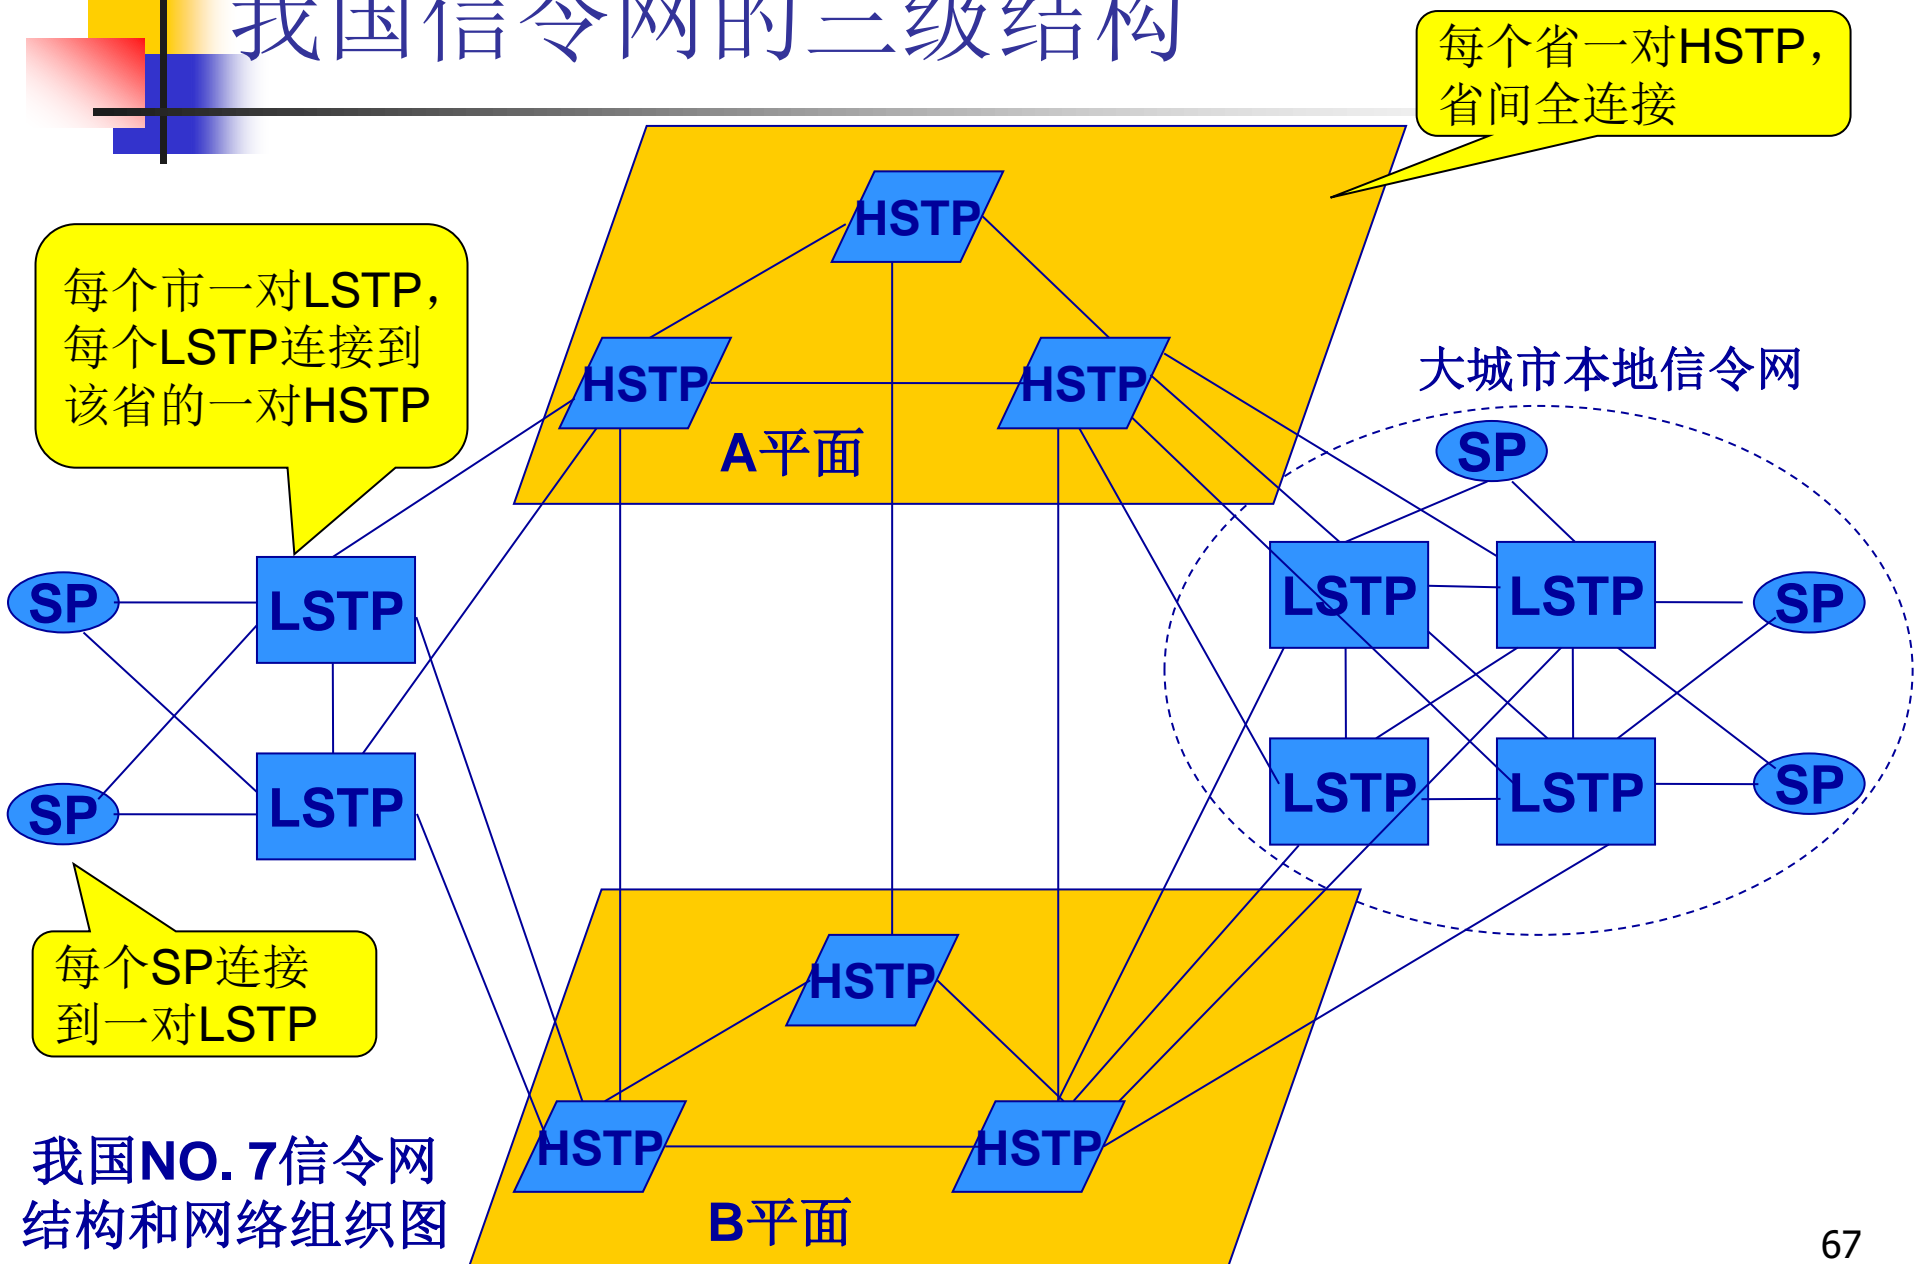 我国信令网的三级结构
每个省一对HSTP，
省间全连接
HSTP
每个市一对LSTP，
每个LSTP连接到
该省的一对HSTP
HSTP
HSTP
A平面
大城市本地信令网
SP
SP
LSTP
LSTP
LSTP
SP
SP
LSTP
LSTP
LSTP
SP
每个SP连接
到一对LSTP
HSTP
HSTP
HSTP
B平面
我国NO. 7信令网
结构和网络组织图
67